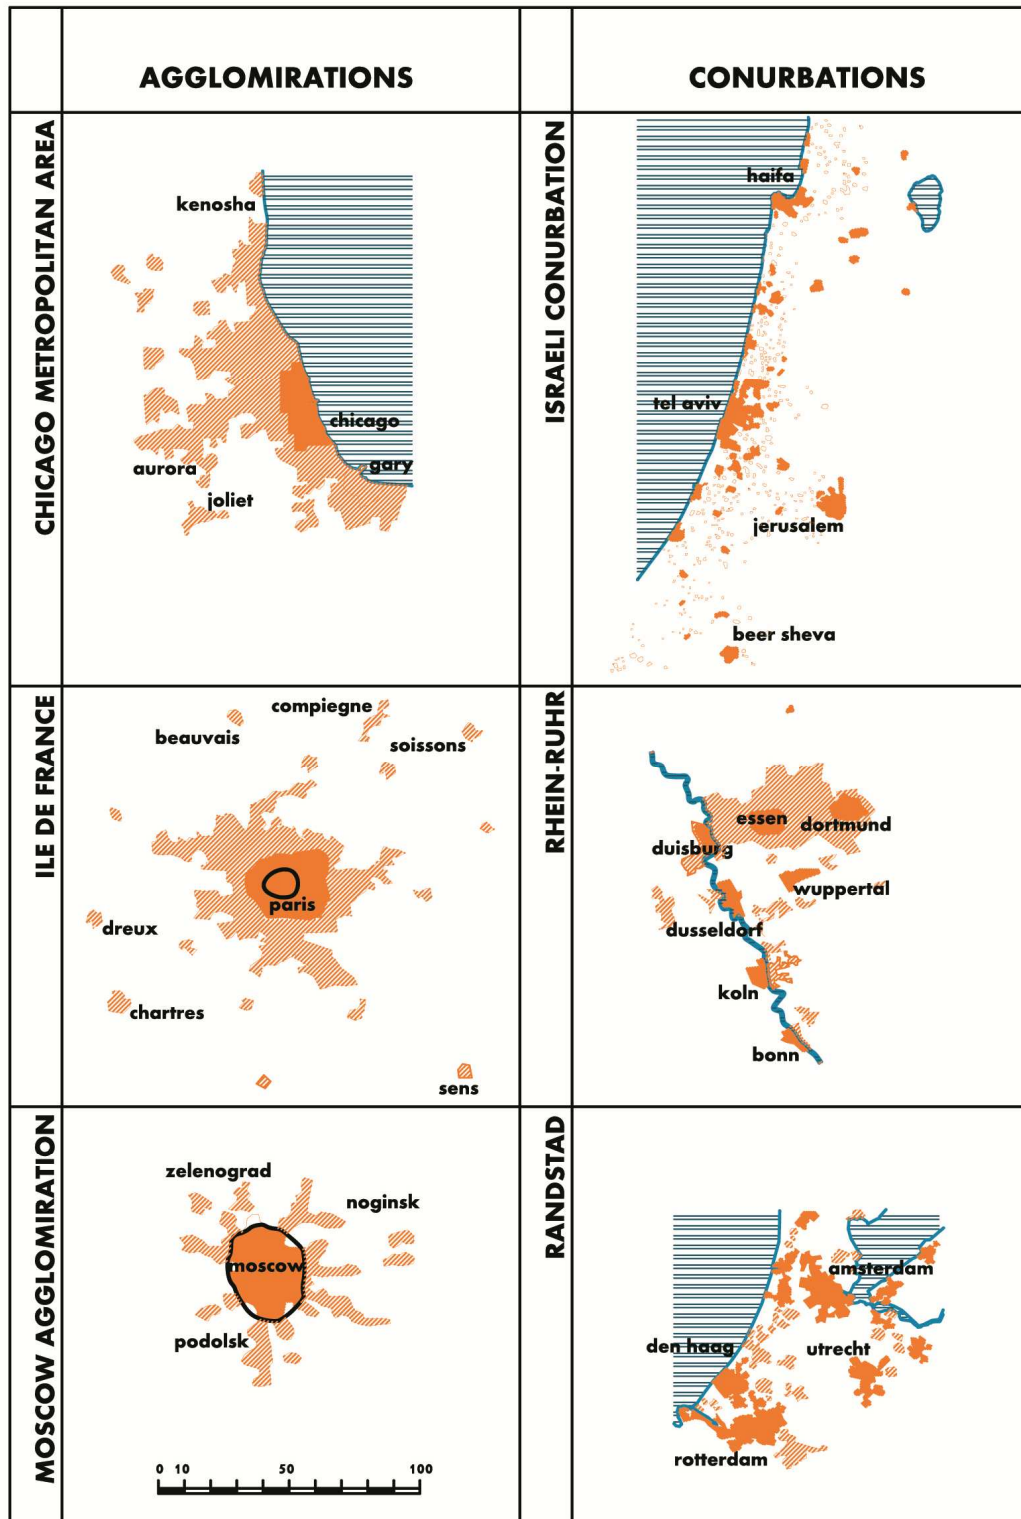 AGGLOMIRATIONS
CONURBATIONS
CHICAGO METROPOLITAN AREA
kenosha
chicago
aurora
gary
joliet
ISRAELI CONURBATION
haifa
tel aviv
jerusalem
beer sheva
ILE DE FRANCE
compiegne
beauvais
soissons
paris
dreux
chartres
sens
RHEIN-RUHR
essen
dortmund
duisburg
wuppertal
dusseldorf
koln
bonn
MOSCOW AGGLOMIRATION
zelenograd
noginsk
moscow
podolsk
0 10 50 100
RANDSTAD
amsterdam
den haag
utrecht
rotterdam